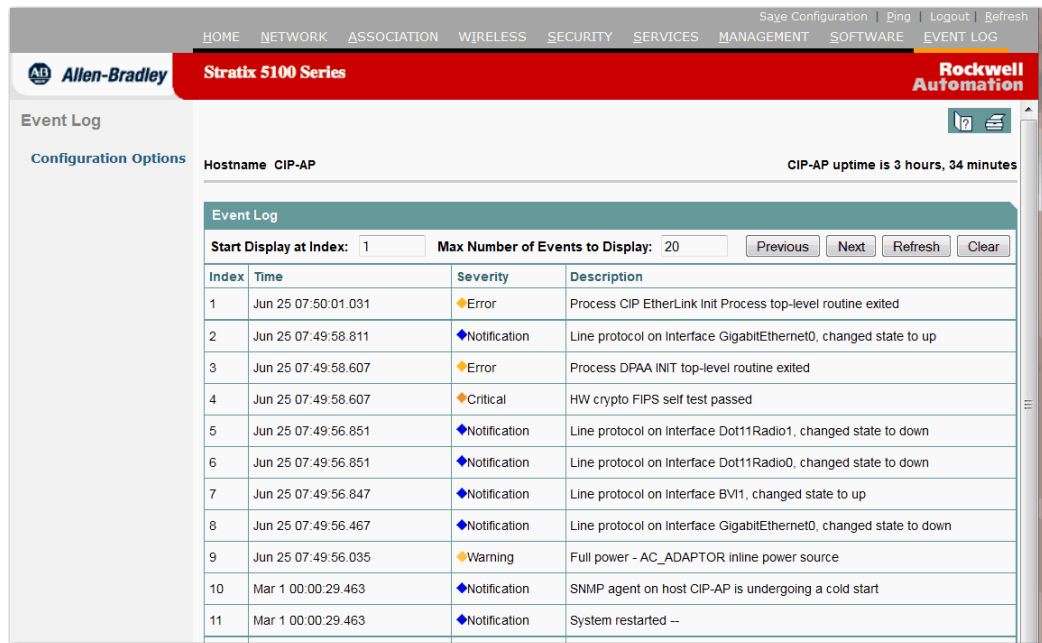 Save Configuration | Ping | Logout | Refresh
HOME NETWORK ASSOCIATION WIRELESS SECURITY SERVICES MANAGEMENT SOFTWARE EVENT LOG
AB Allen-Bradley Stratix 5100 Series Rockwell
Automation
Event Log
Configuration Options
Hostname CIP-AP CIP-AP uptime is 3 hours, 34 minutes
Event Log
Start Display at Index: 1 Max Number of Events to Display: 20 Previous Next Refresh Clear
Index Time Severity Description
1 Jun 25 07:50:01.031 Error Process CIP EtherLink Init Process top-level routine exited
2 Jun 25 07:49:58.811 Notification Line protocol on Interface GigabitEthernet0, changed state to up
3 Jun 25 07:49:58.607 Error Process DPAA INIT top-level routine exited
4 Jun 25 07:49:58.607 Critical HW crypto FIPS self test passed
5 Jun 25 07:49:56.851 Notification Line protocol on Interface Dot11Radio1, changed state to down
6 Jun 25 07:49:56.851 Notification Line protocol on Interface Dot11Radio0, changed state to down
7 Jun 25 07:49:56.847 Notification Line protocol on Interface BVI1, changed state to up
8 Jun 25 07:49:56.467 Notification Line protocol on Interface GigabitEthernet0, changed state to down
9 Jun 25 07:49:56.035 Warning Full power - AC_ADAPTOR inline power source
10 Mar 1 00:00:29.463 Notification SNMP agent on host CIP-AP is undergoing a cold start
11 Mar 1 00:00:29.463 Notification System restarted --